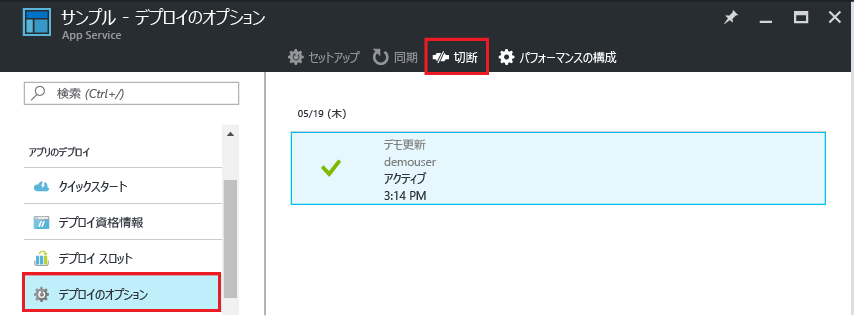 サンプル - デプロイのオプション
App Service
セットアップ 同期 切断 パフォーマンスの構成
検索 (Ctrl+/)
アプリのデプロイ
クイックスタート
デプロイ資格情報
デプロイ スロット
デプロイのオプション
05/19 (木)
デモ更新
demouser
アクティブ
3:14 PM